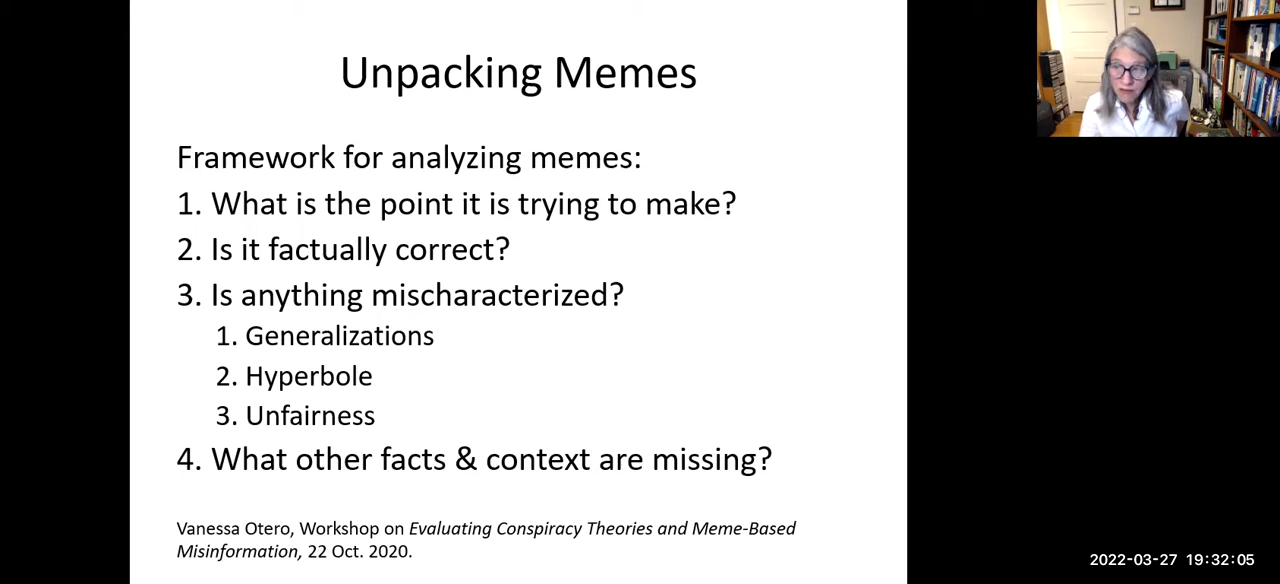 Unpacking Memes
Framework for analyzing memes:
1. What is the point it is trying to make?
2. Is it factually correct?
3. Is anything mischaracterized?
1. Generalizations
2. Hyperbole
3. Unfairness
4. What other facts & context are missing?
Vanessa Otero, Workshop on Evaluating Conspiracy Theories and Meme-Based
Misinformation, 22 Oct. 2020.
2022-03-27 19:32:05